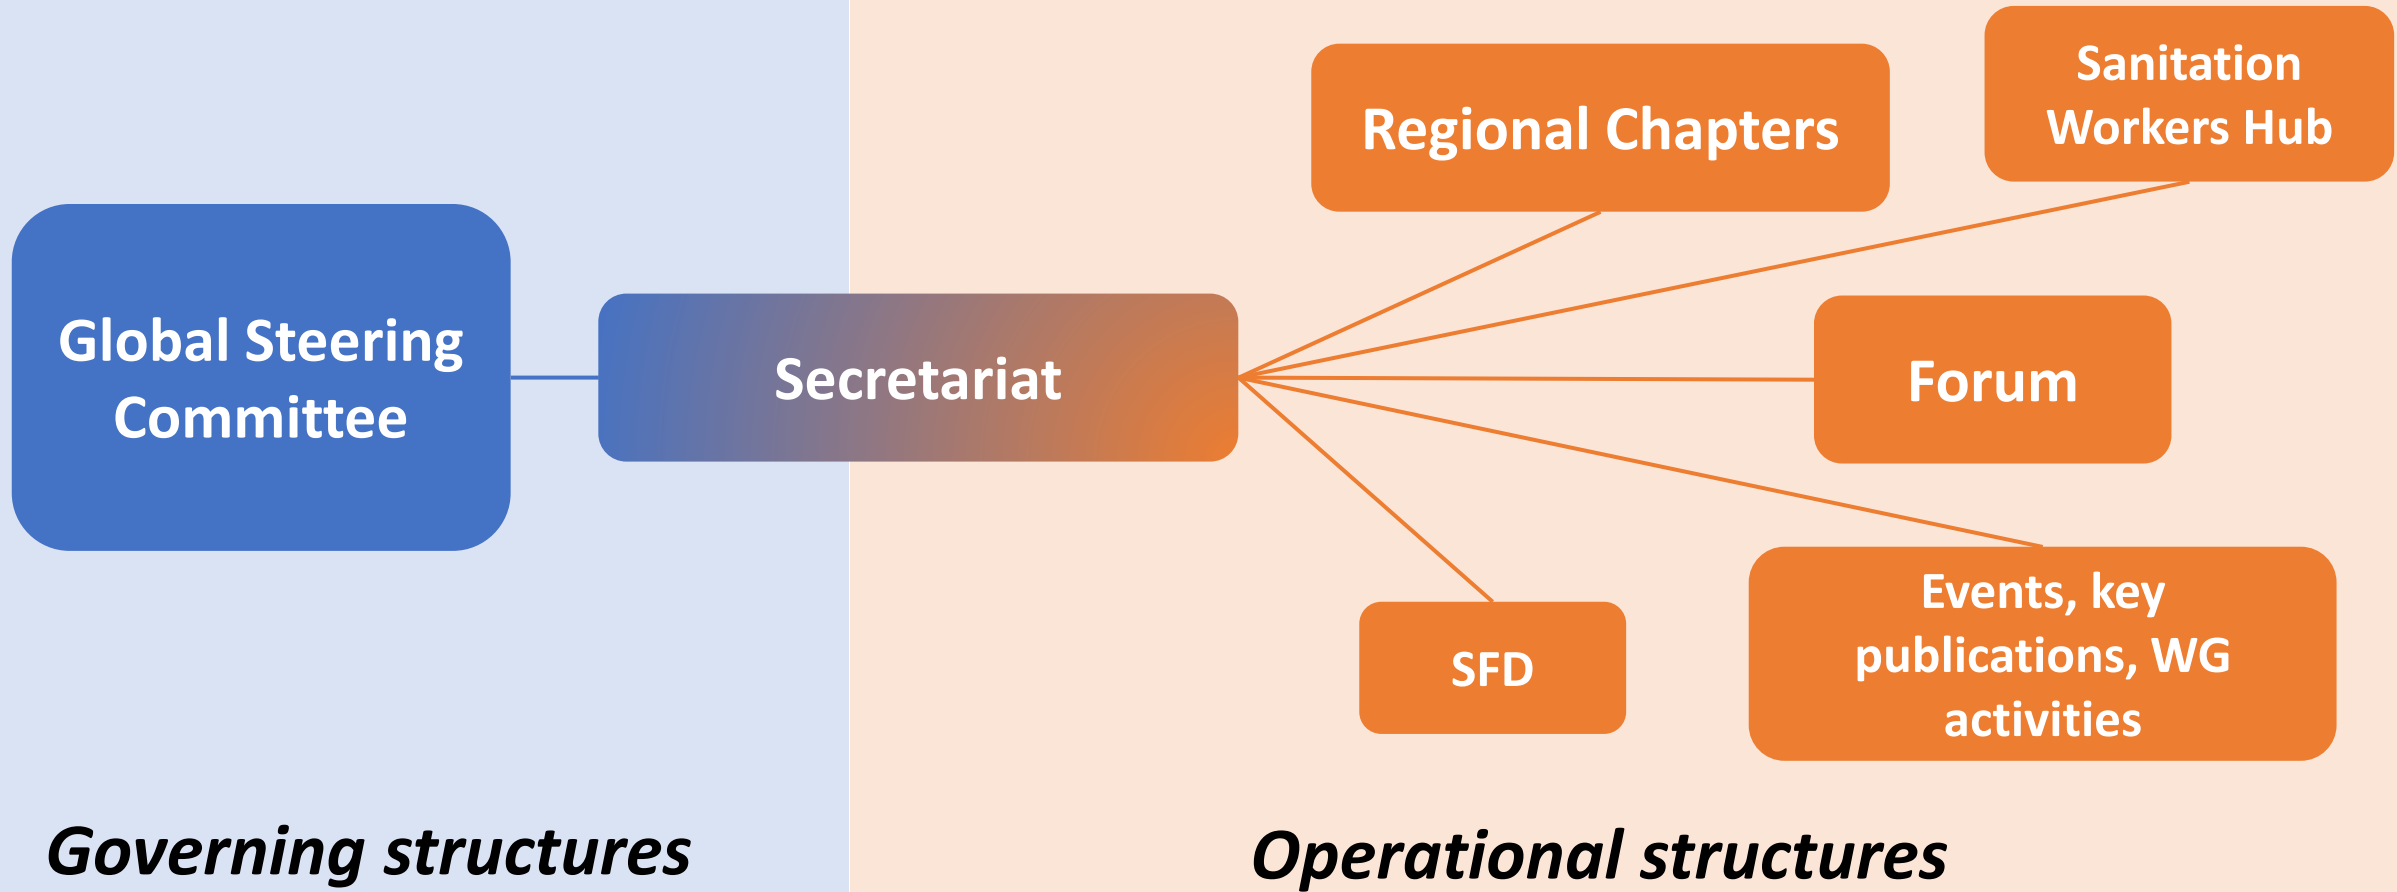 Global Steering
Committee
Secretariat
Regional Chapters
Sanitation
Workers Hub
Forum
SFD
Events, key
publications, WG
activities
Governing structures
Operational structures